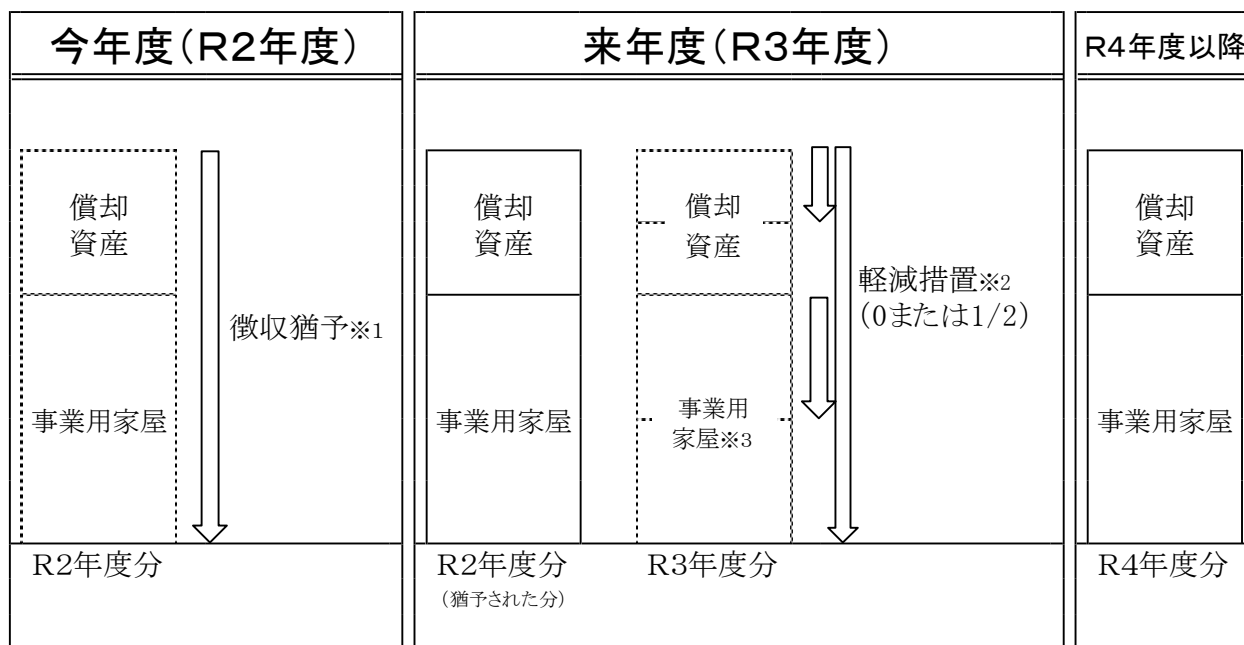 今年度(R2年度)
償却
資産
事業用家屋
徴収猶予※1
R2年度分
来年度(R3年度)
償却
資産
事業用家屋
R2年度分
(猶予された分)
償却
資産
事業用
家屋※3
R3年度分
軽減措置※2
(0または1/2)
R4年度以降
償却
資産
事業用家屋
R4年度分